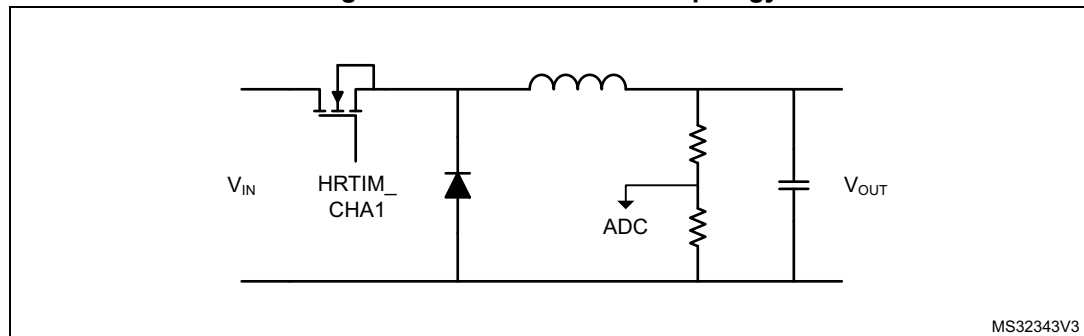 V_IN
HRTIM_
CHA1
ADC
V_OUT
MS32343V3